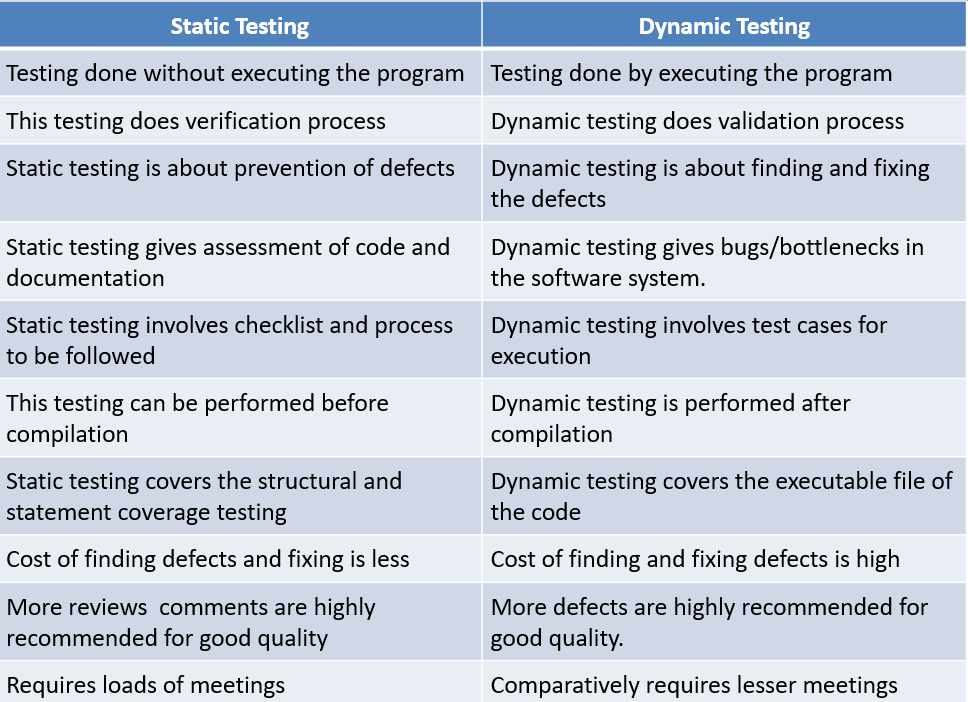 Static Testing
Dynamic Testing
Testing done without executing the program
Testing done by executing the program
This testing does verification process
Dynamic testing does validation process
Static testing is about prevention of defects
Dynamic testing is about finding and fixing
the defects
Static testing gives assessment of code and
documentation
Dynamic testing gives bugs/bottlenecks in
the software system.
Static testing involves checklist and process
to be followed
Dynamic testing involves test cases for
execution
This testing can be performed before
compilation
Dynamic testing is performed after
compilation
Static testing covers the structural and
statement coverage testing
Dynamic testing covers the executable file of
the code
Cost of finding defects and fixing is less
Cost of finding and fixing defects is high
More reviews  comments are highly
recommended for good quality
More defects are highly recommended for
good quality.
Requires loads of meetings
Comparatively requires lesser meetings